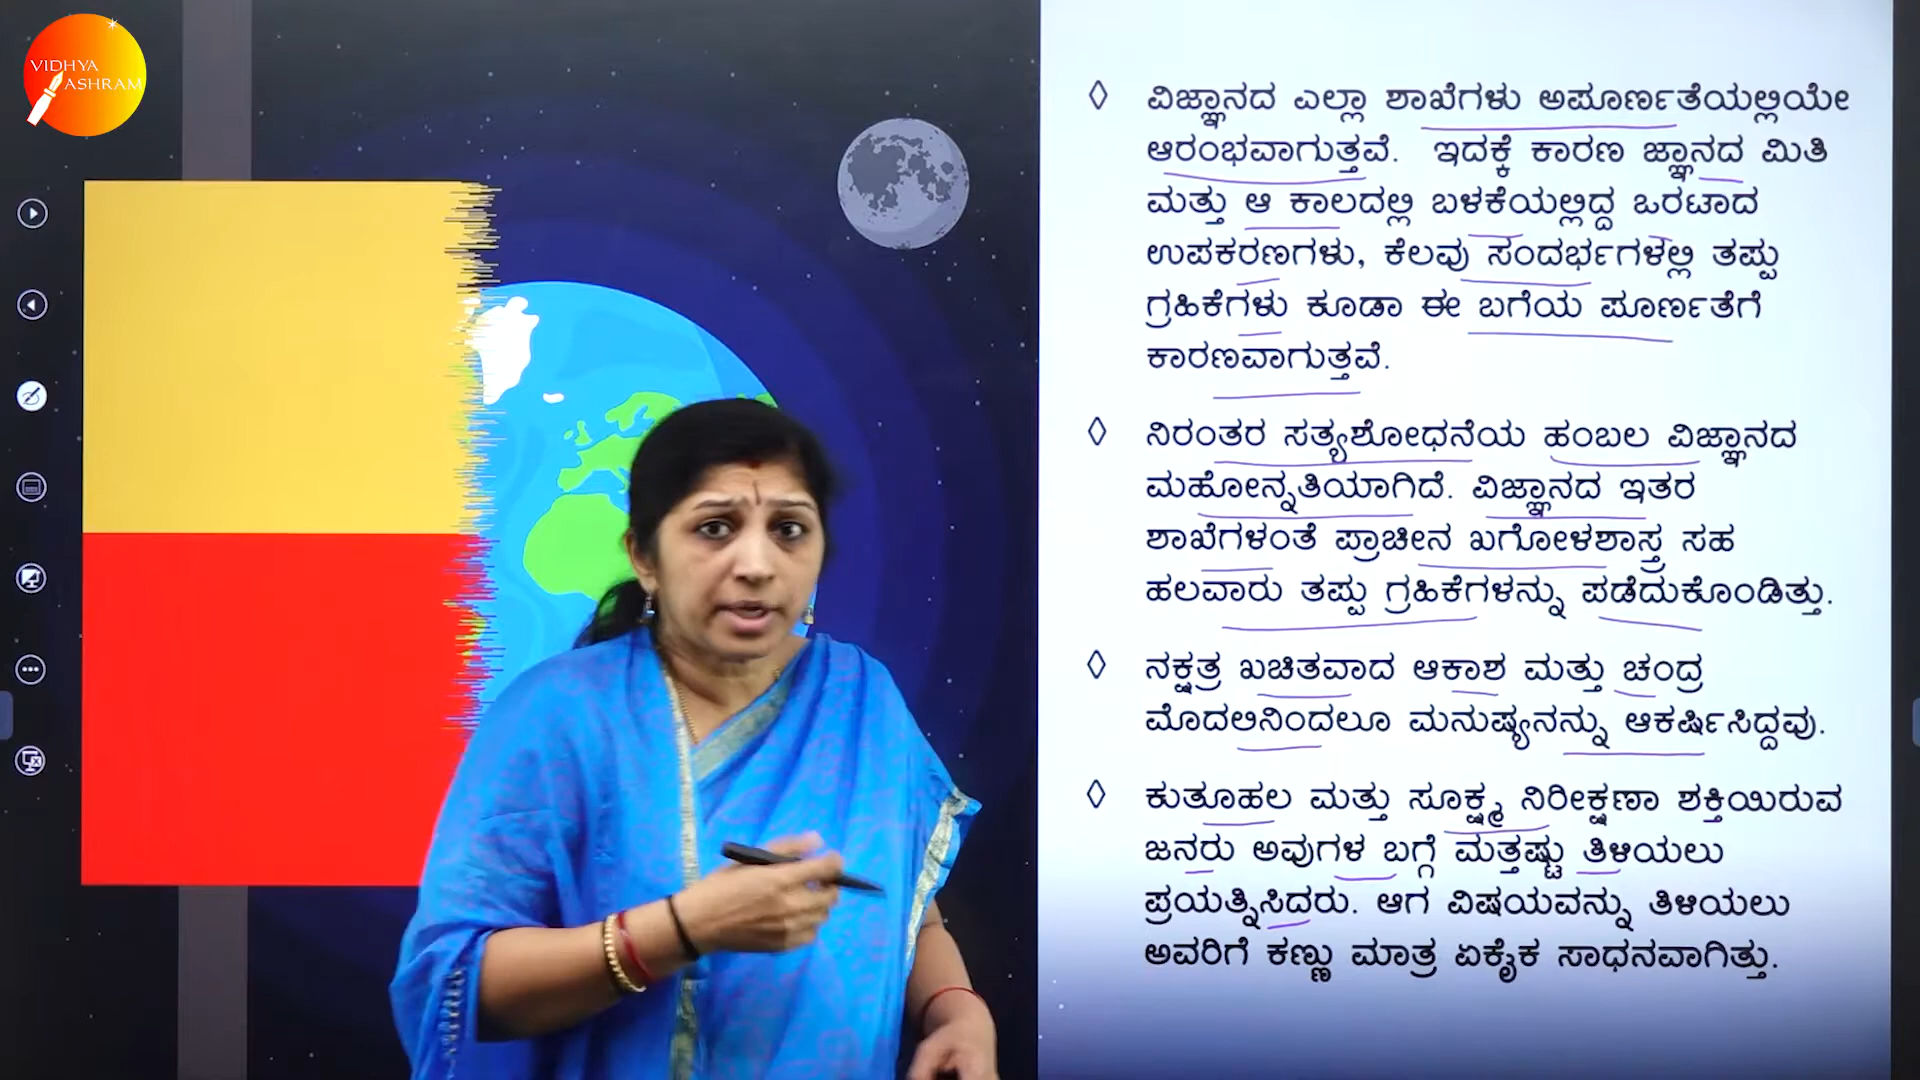 VIDHYA
ASHRAM
ವಿಜ್ಞಾನದ ಎಲ್ಲಾ ಶಾಖೆಗಳು ಅಪೂರ್ಣತೆಯಲ್ಲಿಯೇ
ಆರಂಭವಾಗುತ್ತವೆ. ಇದಕ್ಕೆ ಕಾರಣ ಜ್ಞಾನದ ಮಿತಿ
ಮತ್ತು ಆ ಕಾಲದಲ್ಲಿ ಬಳಕೆಯಲ್ಲಿದ್ದ ಒರಟಾದ
ಉಪಕರಣಗಳು, ಕೆಲವು ಸಂದರ್ಭಗಳಲ್ಲಿ ತಪ್ಪು
ಗ್ರಹಿಕೆಗಳು ಕೂಡಾ ಈ ಬಗೆಯ ಪೂರ್ಣತೆಗೆ
ಕಾರಣವಾಗುತ್ತವೆ.
ನಿರಂತರ ಸತ್ಯಶೋಧನೆಯ ಹಂಬಲ ವಿಜ್ಞಾನದ
ಮಹೋನ್ನತಿಯಾಗಿದೆ. ವಿಜ್ಞಾನದ ಇತರ
ಶಾಖೆಗಳಂತೆ ಪ್ರಾಚೀನ ಖಗೋಳಶಾಸ್ತ್ರ ಸಹ
ಹಲವಾರು ತಪ್ಪು ಗ್ರಹಿಕೆಗಳನ್ನು ಪಡೆದುಕೊಂಡಿತ್ತು.
ನಕ್ಷತ್ರ ಖಚಿತವಾದ ಆಕಾಶ ಮತ್ತು ಚಂದ್ರ
ಮೊದಲಿನಿಂದಲೂ ಮನುಷ್ಯನನ್ನು ಆಕರ್ಷಿಸಿದ್ದವು.
ಕುತೂಹಲ ಮತ್ತು ಸೂಕ್ಷ್ಮ ನಿರೀಕ್ಷಣಾ ಶಕ್ತಿಯಿರುವ
ಜನರು ಅವುಗಳ ಬಗ್ಗೆ ಮತ್ತಷ್ಟು ತಿಳಿಯಲು
ಪ್ರಯತ್ನಿಸಿದರು. ಆಗ ವಿಷಯವನ್ನು ತಿಳಿಯಲು
ಅವರಿಗೆ ಕಣ್ಣು ಮಾತ್ರ ಏಕೈಕ ಸಾಧನವಾಗಿತ್ತು.